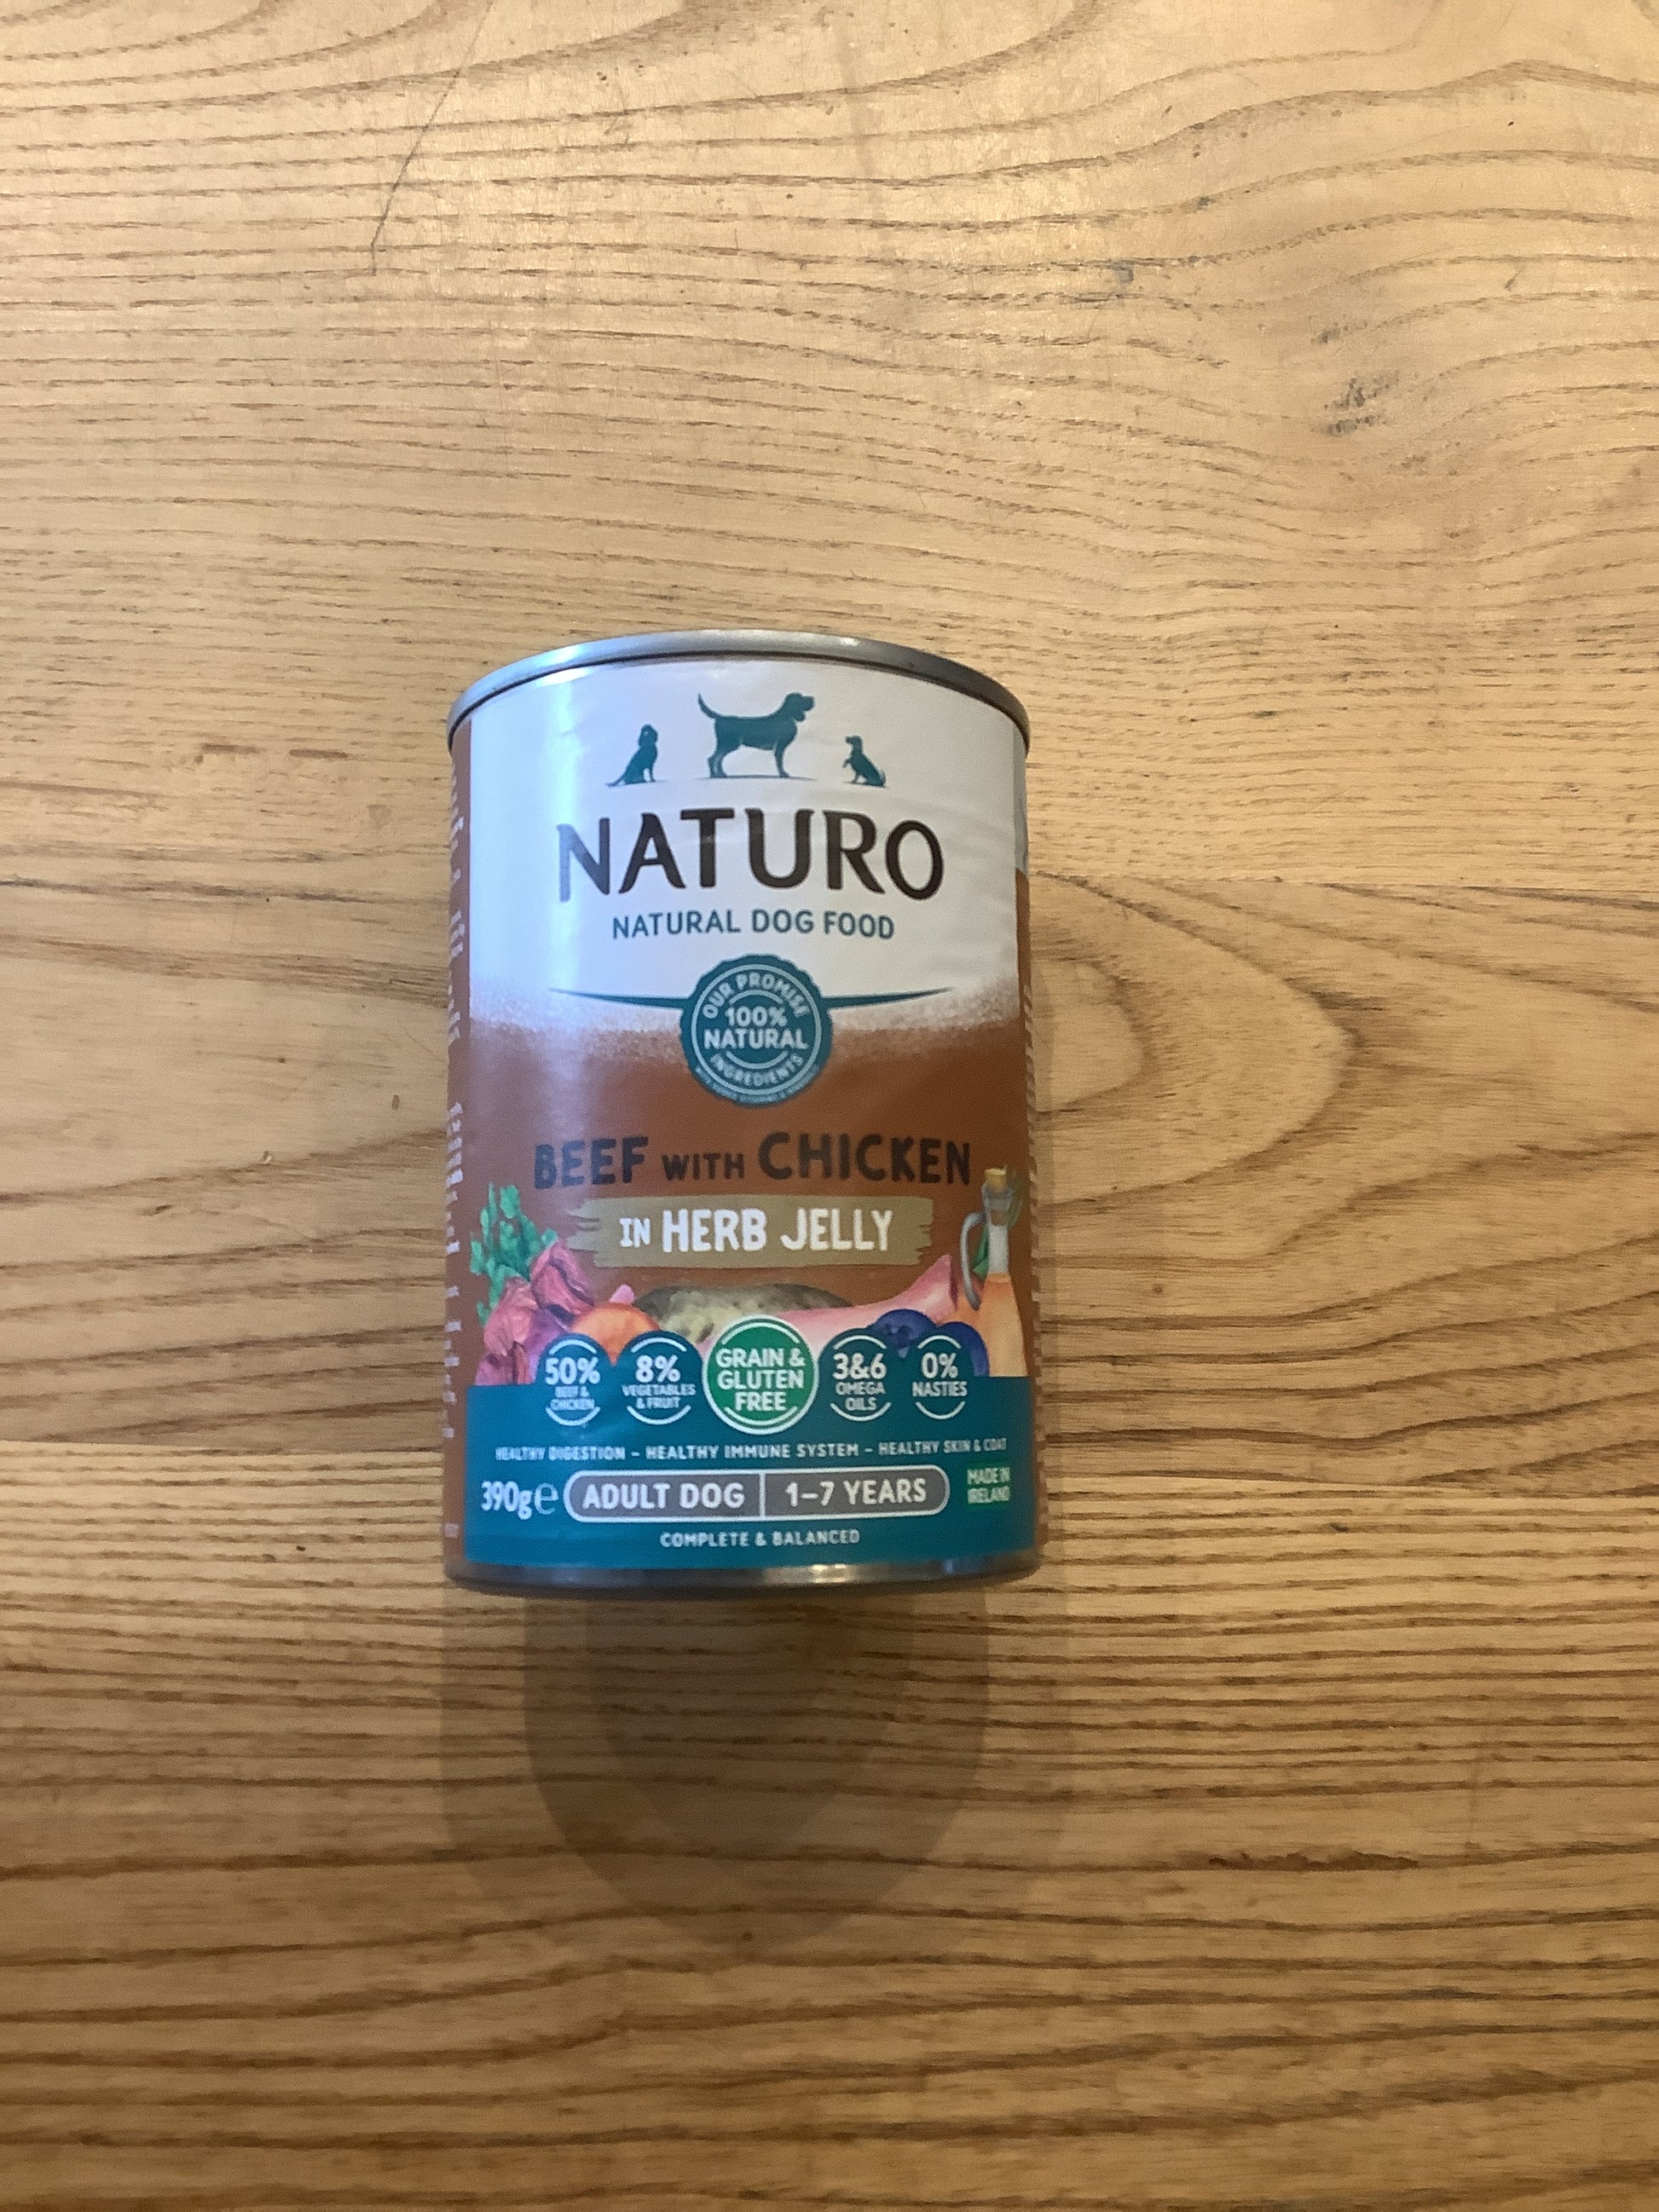 NATURO
NATURAL DOG FOOD
OUR PROMISE
100%
NATURAL
INGREDIENTS
BEEF WITH CHICKEN
IN HERB JELLY
50%
BEEF &
CHICKEN
8%
VEGETABLES
& FRUIT
GRAIN &
GLUTEN
FREE
3&6
OMEGA
OILS
0%
NASTIES
HEALTHY DIGESTION – HEALTHY IMMUNE SYSTEM – HEALTHY SKIN & COAT
390g e ADULT DOG 1–7 YEARS
MADE IN
IRELAND
COMPLETE & BALANCED